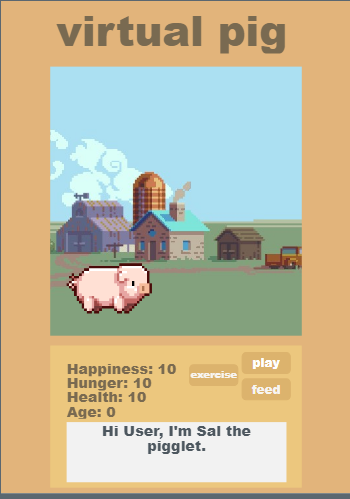 virtual pig
Happiness: 10
Hunger: 10
Health: 10
Age: 0
exercise
play
feed
Hi User, I'm Sal the
pigglet.